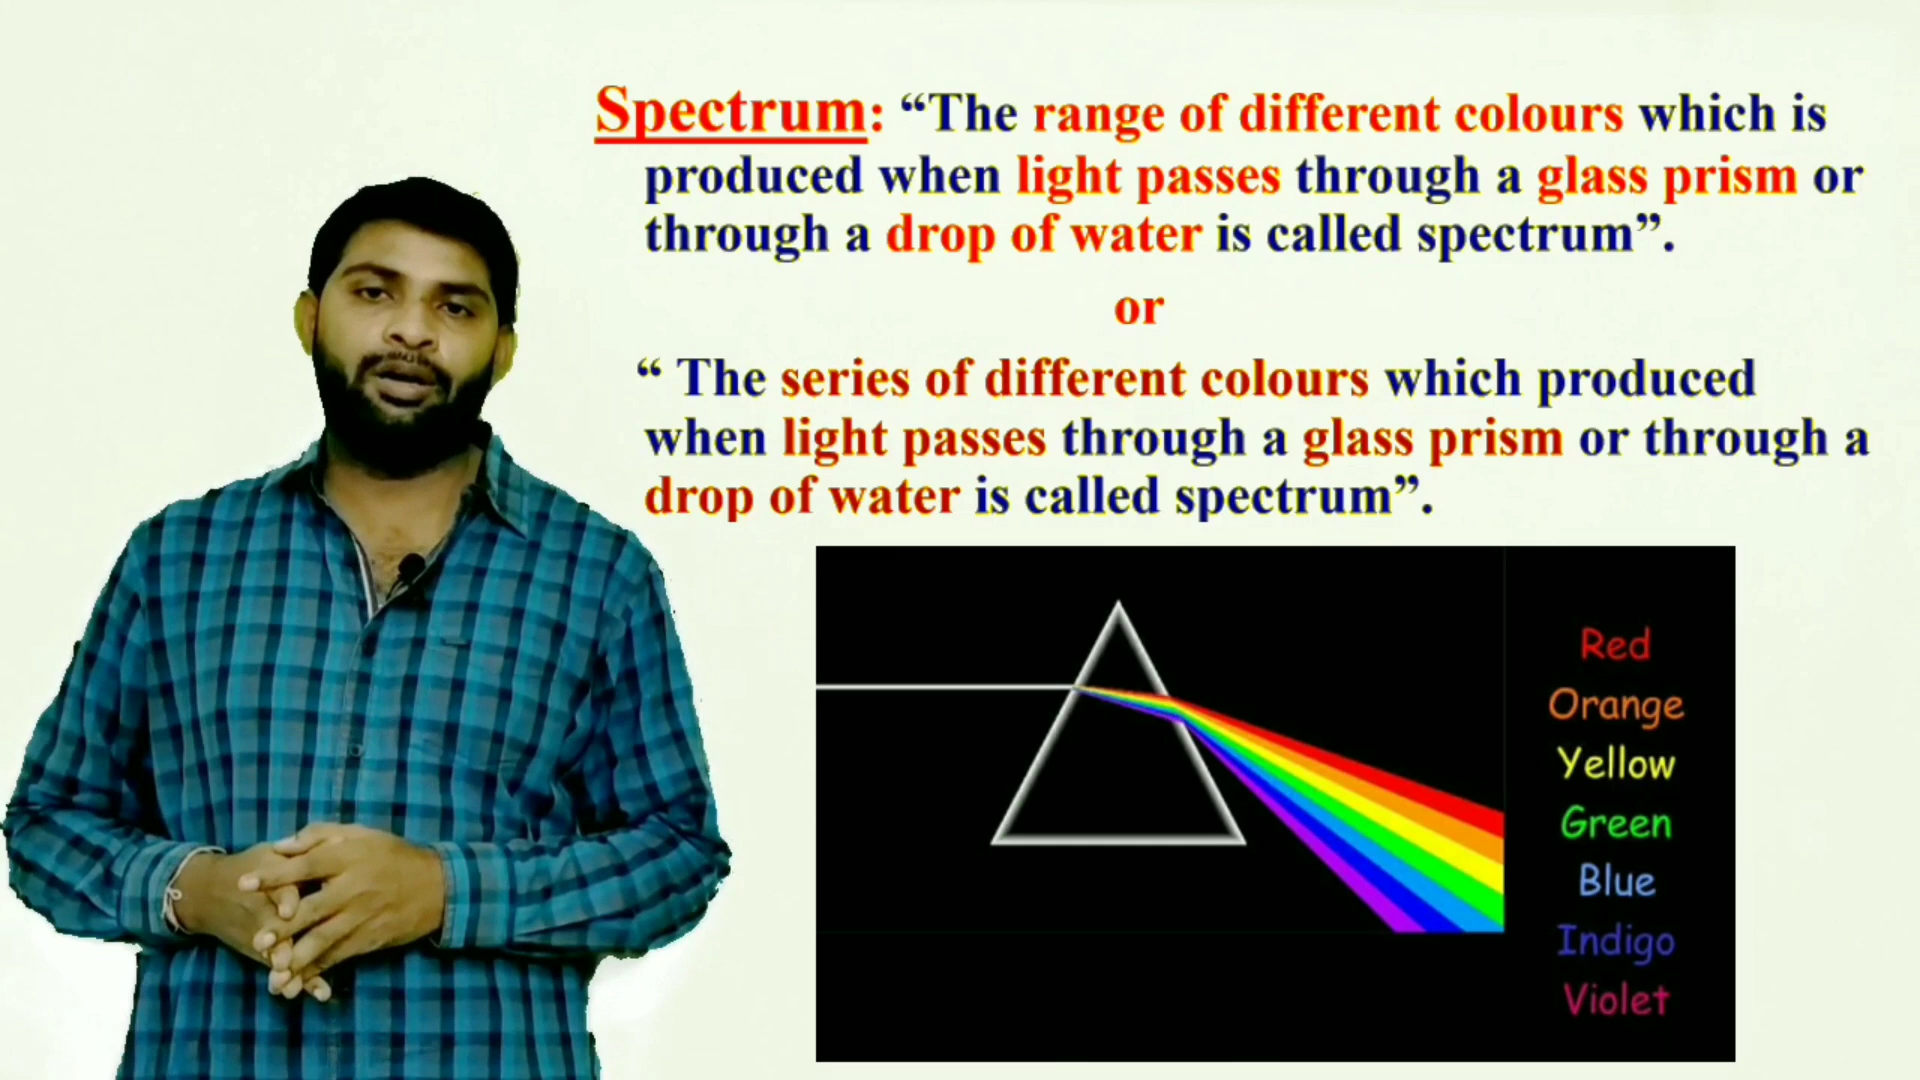 Spectrum: “The range of different colours which is
produced when light passes through a glass prism or
through a drop of water is called spectrum”.
or
“ The series of different colours which produced
when light passes through a glass prism or through a
drop of water is called spectrum”.
Red
Orange
Yellow
Green
Blue
Indigo
Violet